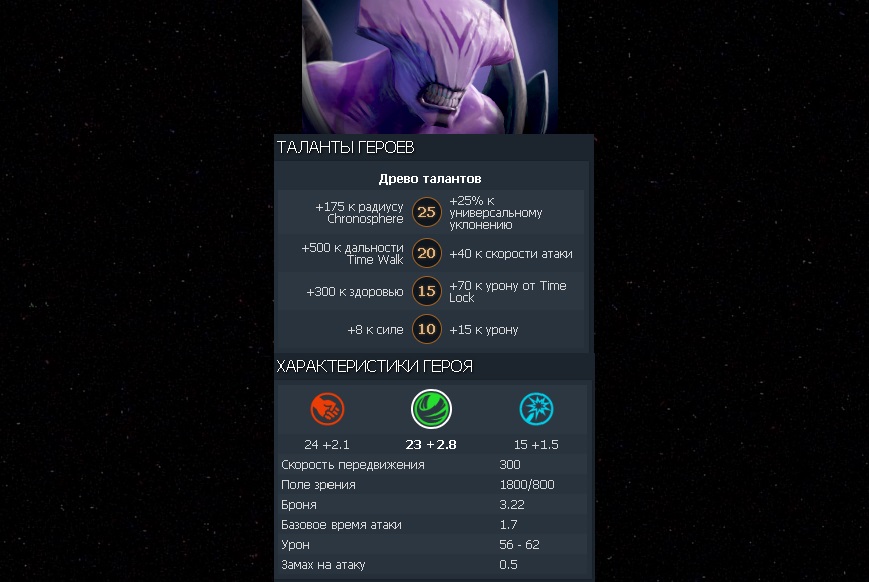 ТАЛАНТЫ ГЕРОЕВ
Древо талантов
+175 к радиусу
Chronosphere
25
+25% к
универсальному
уклонению
+500 к дальности
Time Walk
20
+40 к скорости атаки
+300 к здоровью
15
+70 к урону от Time
Lock
+8 к силе
10
+15 к урону
ХАРАКТЕРИСТИКИ ГЕРОЯ
24 +2.1
23 +2.8
15 +1.5
Скорость передвижения 300
Поле зрения 1800/800
Броня 3.22
Базовое время атаки 1.7
Урон 56 - 62
Замах на атаку 0.5